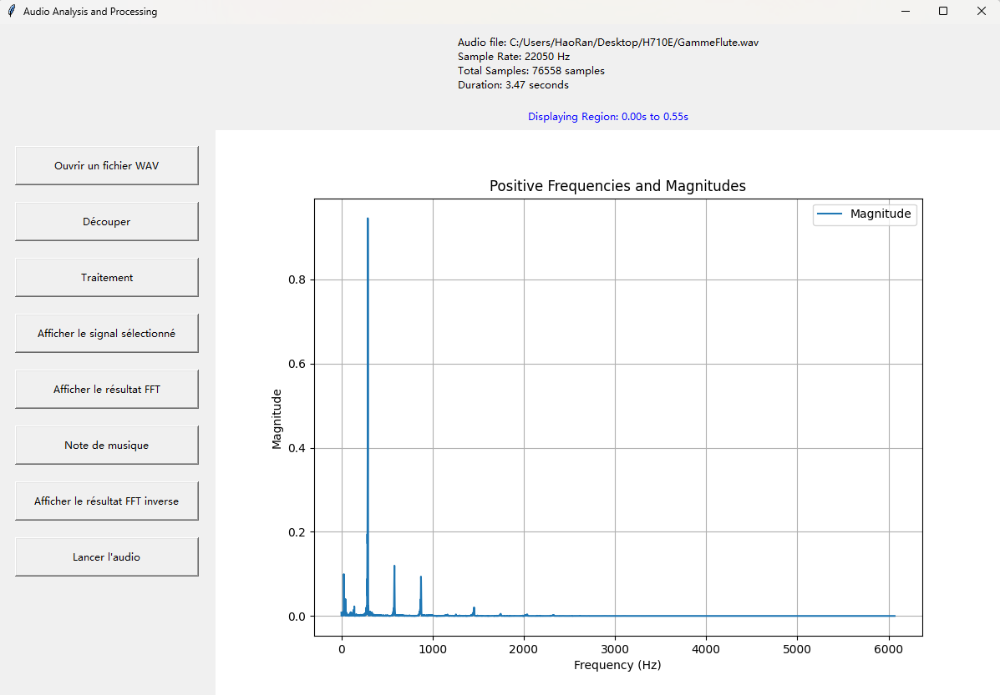 Audio Analysis and Processing
Audio file: C:/Users/HaoRan/Desktop/H710E/GammeFlute.wav
Sample Rate: 22050 Hz
Total Samples: 76558 samples
Duration: 3.47 seconds
Displaying Region: 0.00s to 0.55s
Ouvrir un fichier WAV
Découper
Traitement
Afficher le signal sélectionné
Afficher le résultat FFT
Note de musique
Afficher le résultat FFT inverse
Lancer l'audio
Positive Frequencies and Magnitudes
Magnitude
0.8
0.6
0.4
0.2
0.0
Magnitude
0 1000 2000 3000 4000 5000 6000
Frequency (Hz)